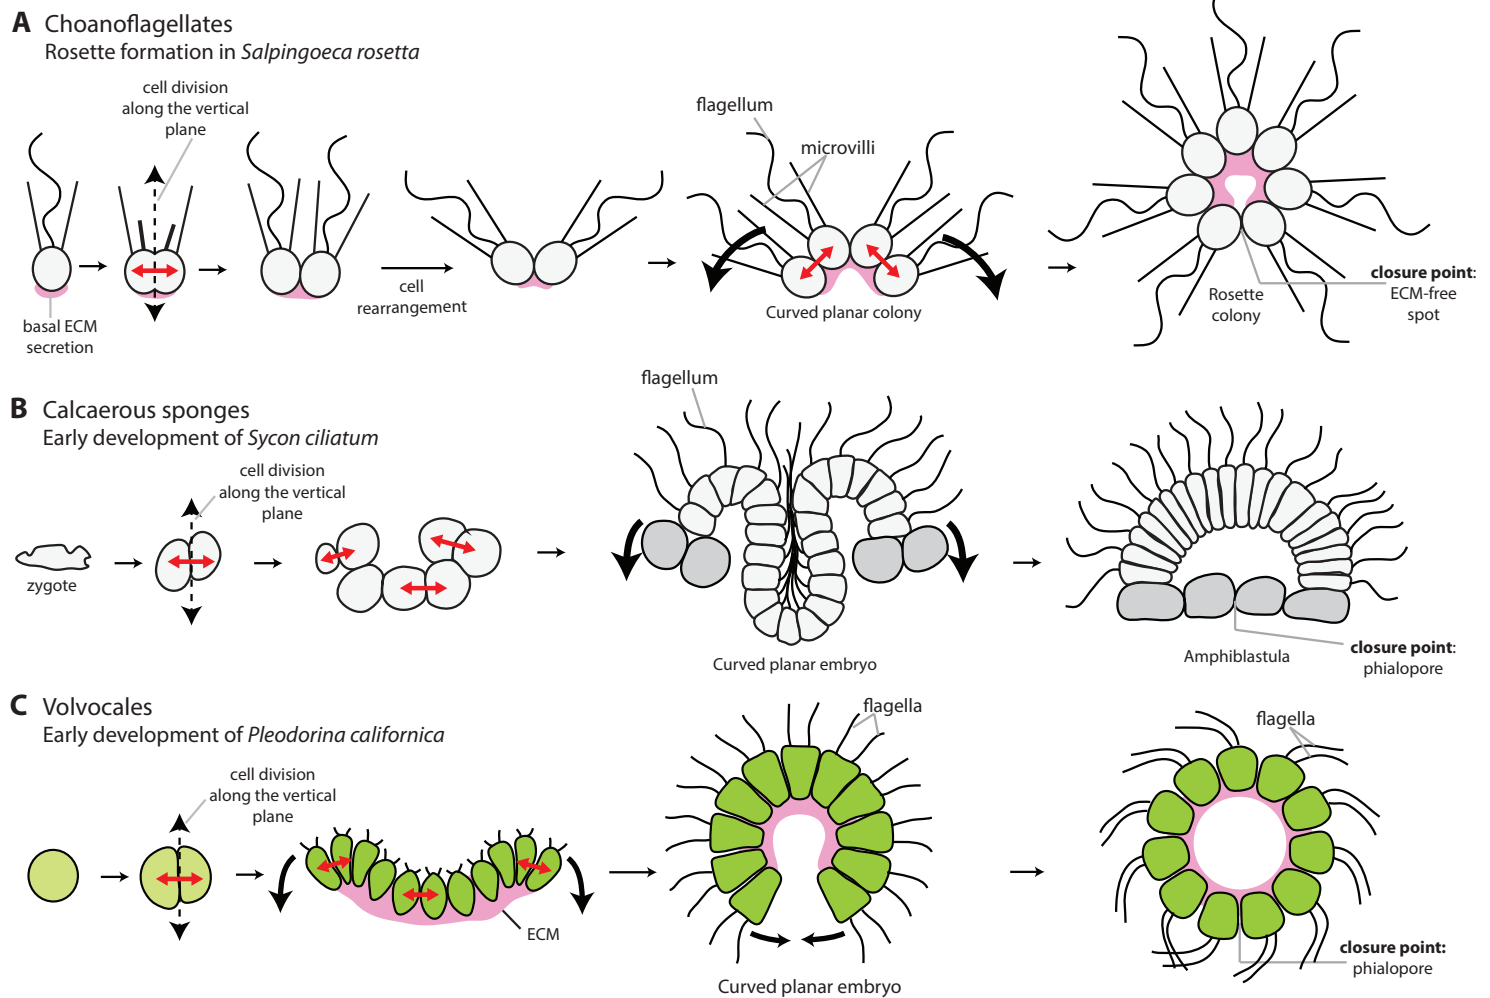 A Choanoflagellates
Rosette formation in Salpingoeca rosetta
cell division
along the vertical
plane
basal ECM
secretion
cell
rearrangement
flagellum
microvilli
Curved planar colony
Rosette
colony
closure point:
ECM-free
spot
B Calcaerous sponges
Early development of Sycon ciliatum
zygote
cell division
along the vertical
plane
flagellum
Curved planar embryo
Amphiblastula
closure point:
phialopore
C Volvocales
Early development of Pleodorina californica
cell division
along the vertical
plane
ECM
flagella
Curved planar embryo
flagella
closure point:
phialopore